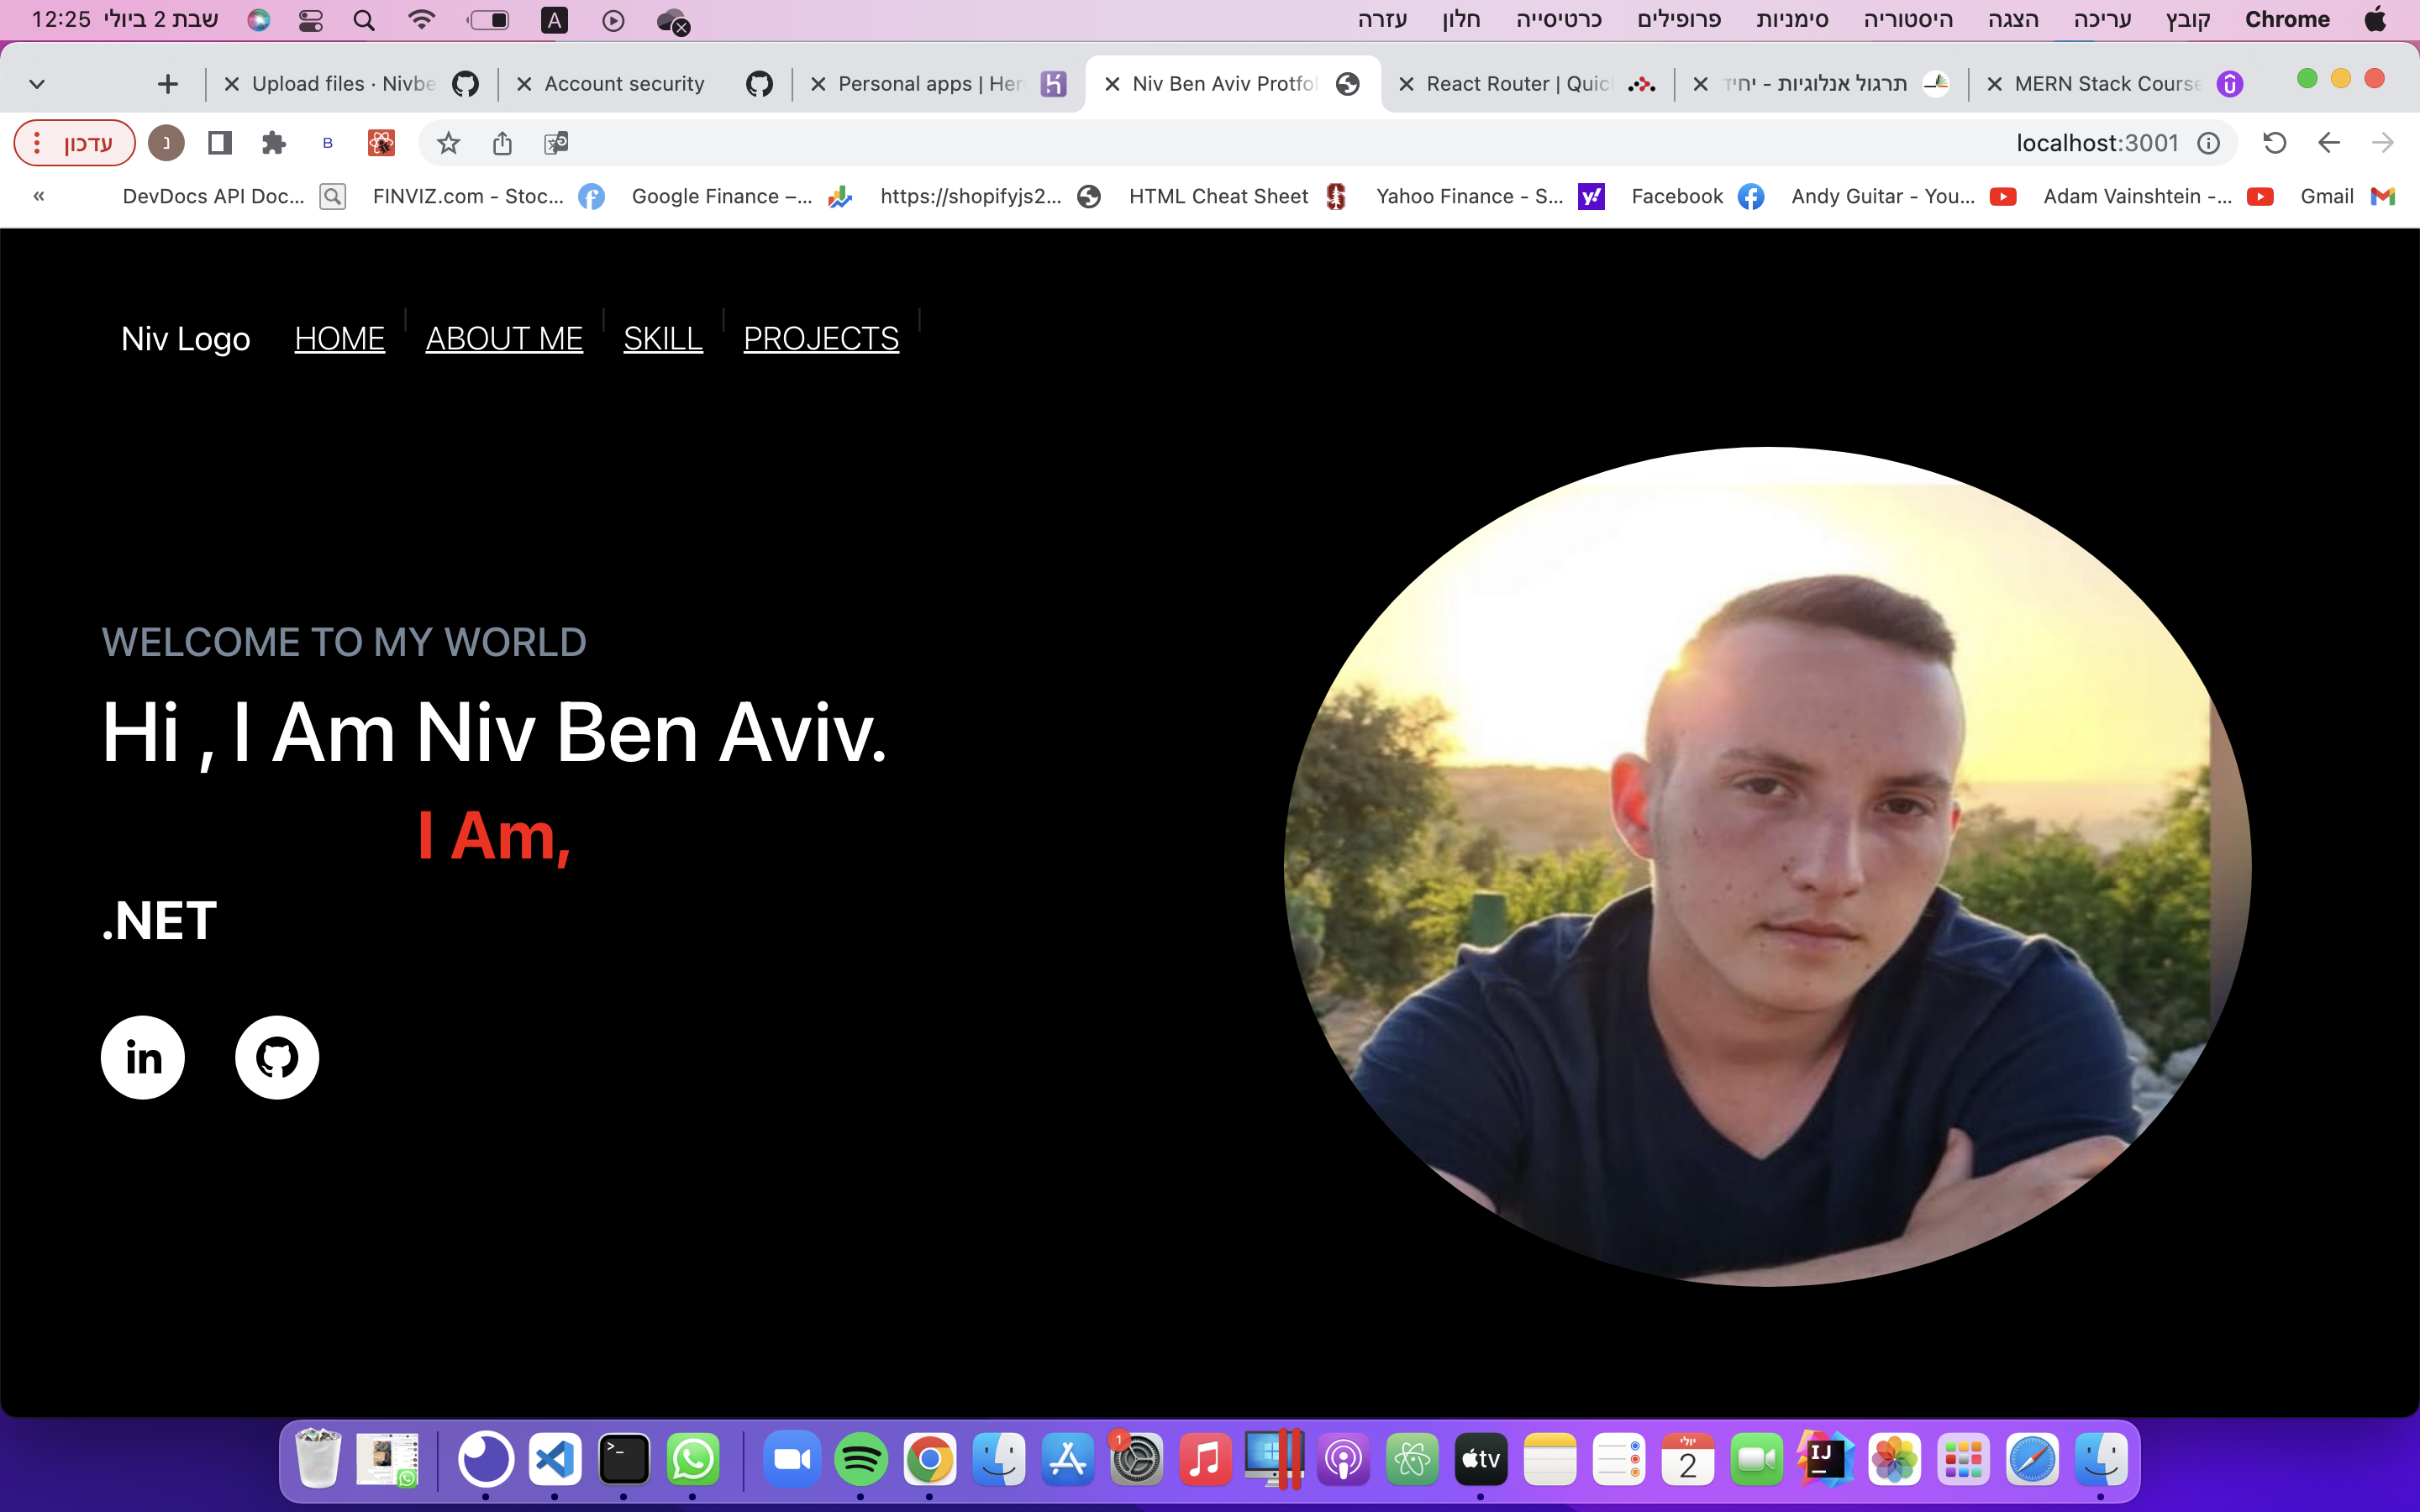 12:25 שבת 2 ביולי
A
Chrome קובץ עריכה הצגה היסטוריה סימניות פרופילים כרטיסייה חלון עזרה
Upload files · Nivbe
Account security
Personal apps | Her
Niv Ben Aviv Protfol
React Router | Quic
תרגול אנלוגיות - יחיד
MERN Stack Course
עדכון
נ
B
localhost:3001
«
DevDocs API Doc...
FINVIZ.com - Stoc...
Google Finance –...
https://shopifyjs2...
HTML Cheat Sheet
Yahoo Finance - S...
Facebook
Andy Guitar - You...
Adam Vainshtein -...
Gmail
Niv Logo HOME ABOUT ME SKILL PROJECTS
WELCOME TO MY WORLD
Hi , I Am Niv Ben Aviv.
I Am,
.NET
in
>_
1
tv
יולי
2
IJ